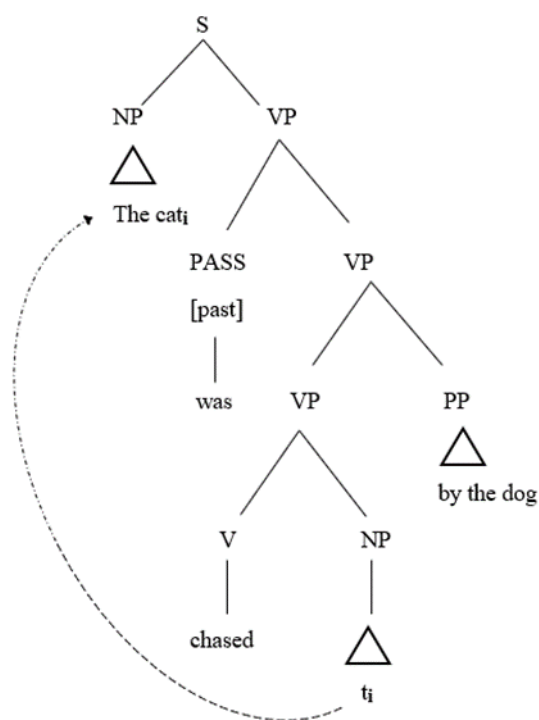 S
NP VP
The cati
PASS VP
[past]
was VP PP
by the dog
V NP
chased
ti